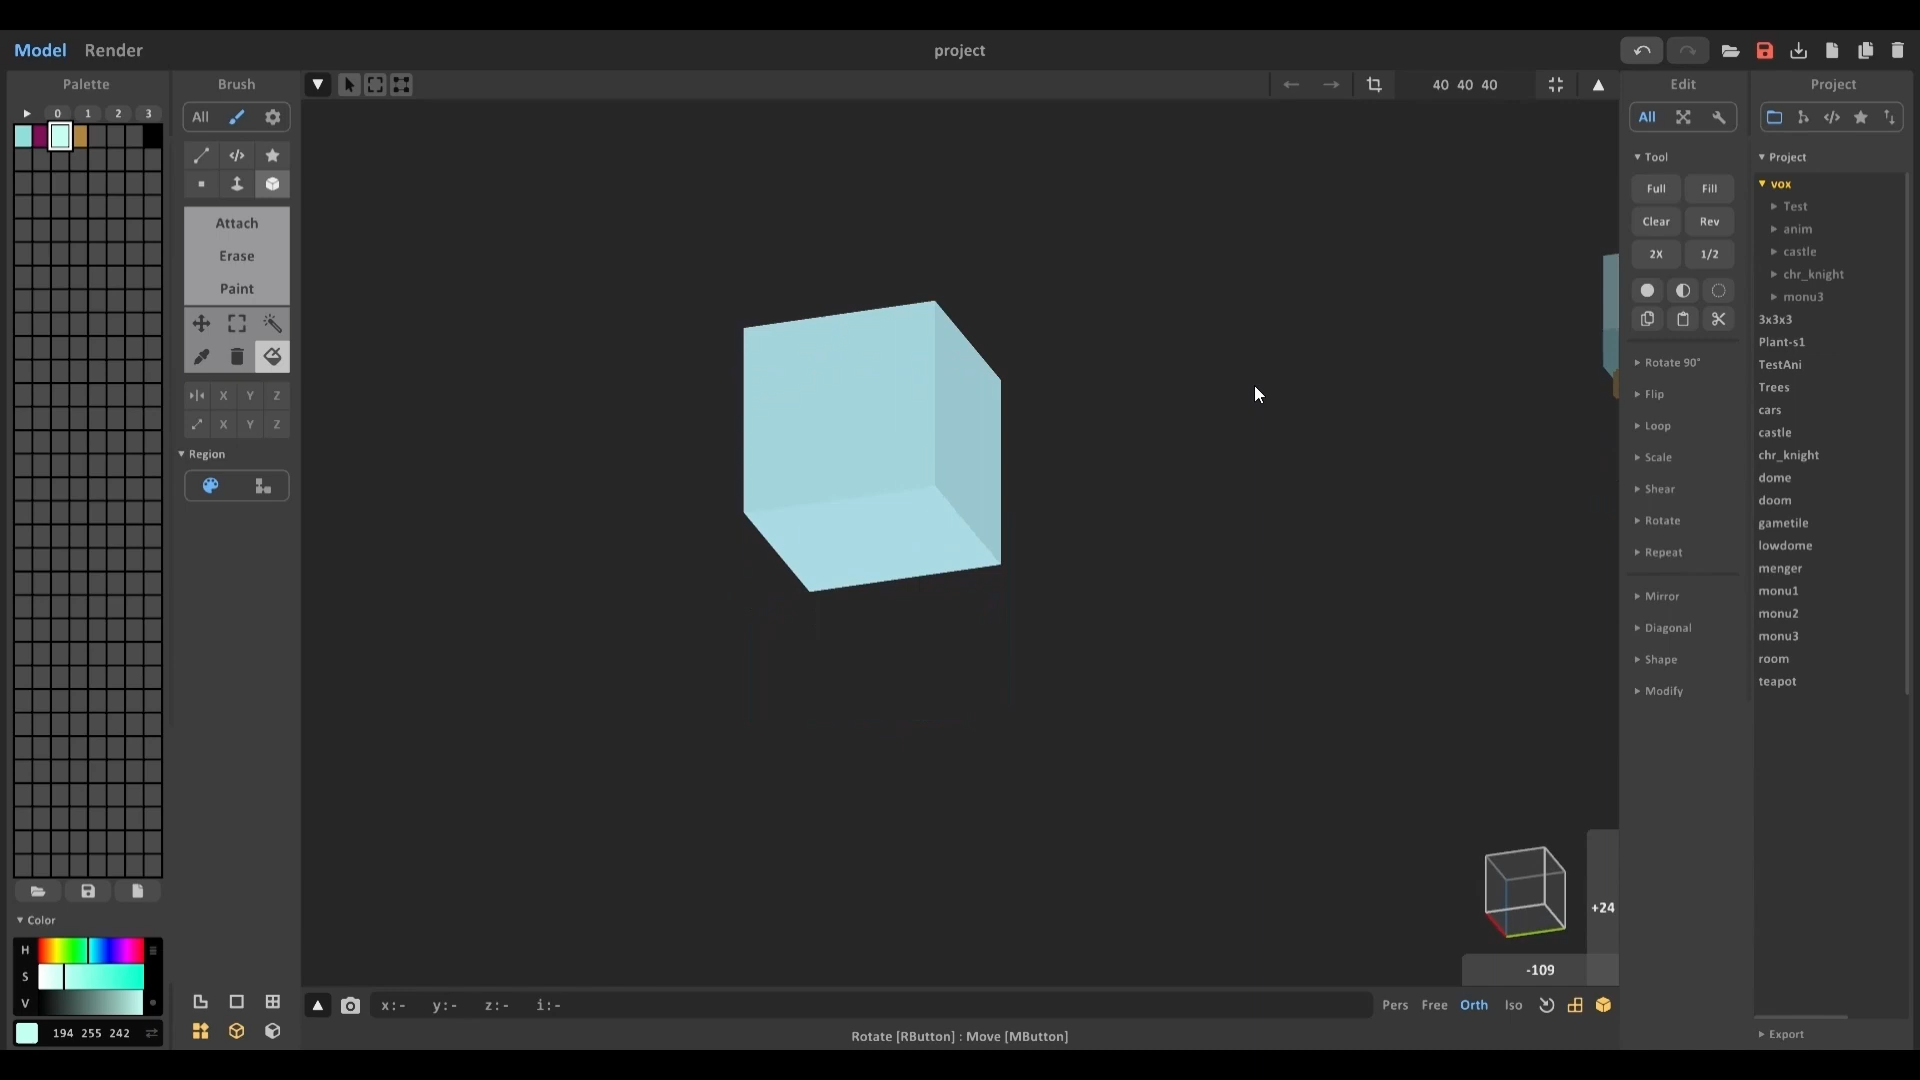 Model Render project
Palette Brush 40 40 40 Edit Project
0 1 2 3
All
All
Project
Tool
vox
Full Fill
Test
Attach
Clear Rev
anim
Erase
2X 1/2
castle
Paint
chr_knight
monu3
3x3x3
Plant-s1
Rotate 90°
TestAni
X Y Z
Flip
Trees
X Y Z
Loop
cars
Region
Scale
castle
Shear
chr_knight
Rotate
dome
Repeat
doom
gametile
Mirror
lowdome
Diagonal
menger
Shape
monu1
Modify
monu2
monu3
room
teapot
+24
Color
H
S
-109
V
x:- y:- z:- i:- Pers Free Orth Iso
194 255 242
Rotate [RButton] : Move [MButton]
Export